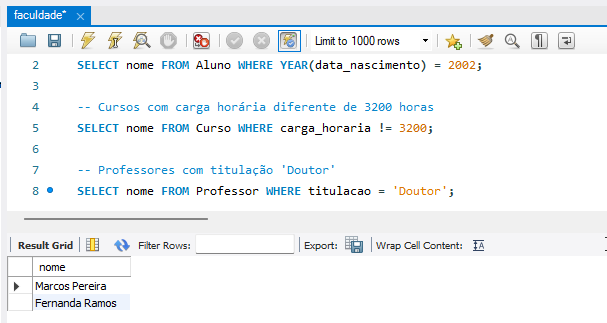 faculdade*
Limit to 1000 rows
2 SELECT nome FROM Aluno WHERE YEAR(data_nascimento) = 2002;
3
4 -- Cursos com carga horária diferente de 3200 horas
5 SELECT nome FROM Curso WHERE carga_horaria != 3200;
6
7 -- Professores com titulação 'Doutor'
8 SELECT nome FROM Professor WHERE titulacao = 'Doutor';
Result Grid Filter Rows: Export: Wrap Cell Content:
nome
Marcos Pereira
Fernanda Ramos